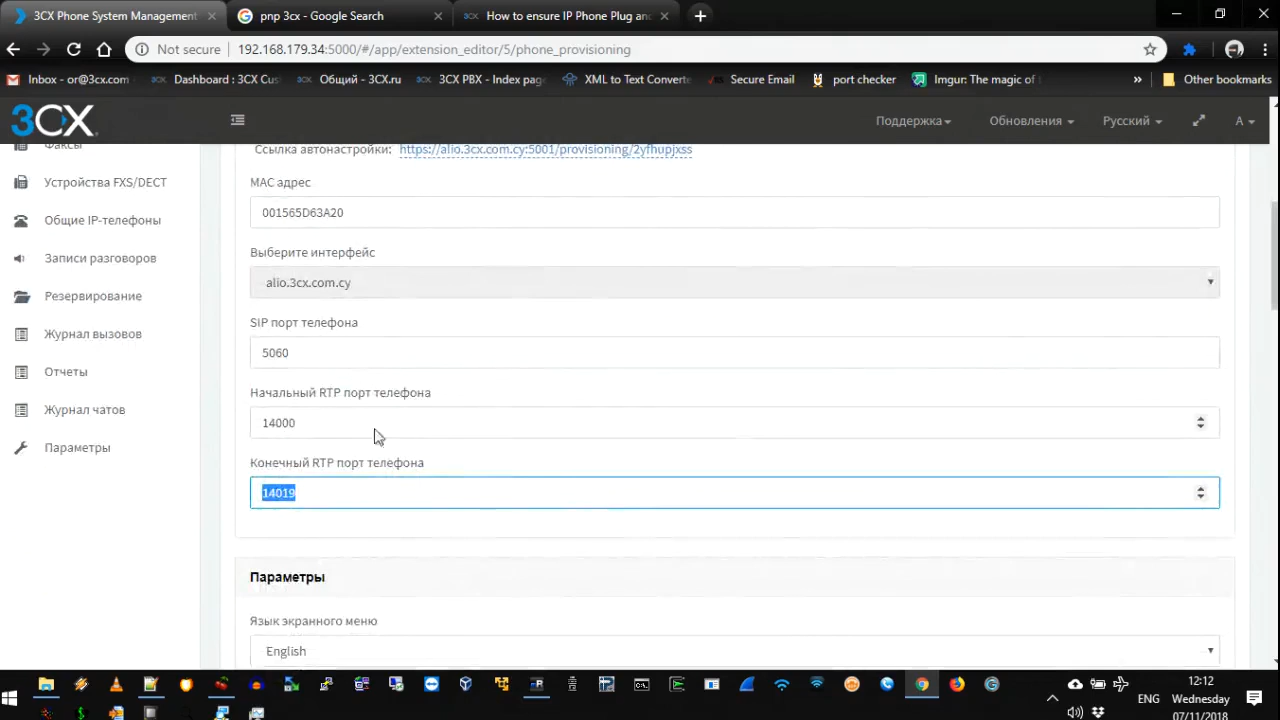 3CX Phone System Management
pnp 3cx - Google Search
How to ensure IP Phone Plug and
Not secure
192.168.179.34:5000/#/app/extension_editor/5/phone_provisioning
Inbox - or@3cx.com
Dashboard : 3CX Cus
Общий - 3CX.ru
3CX PBX - Index page
XML to Text Converte
Secure Email
port checker
Imgur: The magic of
»
Other bookmarks
3CX
Поддержка
Обновления
Русский
A
Факсы
Устройства FXS/DECT
Общие IP-телефоны
Записи разговоров
Резервирование
Журнал вызовов
Отчеты
Журнал чатов
Параметры
Ссылка автонастройки: https://alio.3cx.com.cy:5001/provisioning/2yfhupjxss
MAC адрес
001565D63A20
Выберите интерфейс
alio.3cx.com.cy
SIP порт телефона
5060
Начальный RTP порт телефона
14000
Конечный RTP порт телефона
14019
Параметры
Язык экранного меню
English
ENG
12:12
Wednesday
07/11/2018